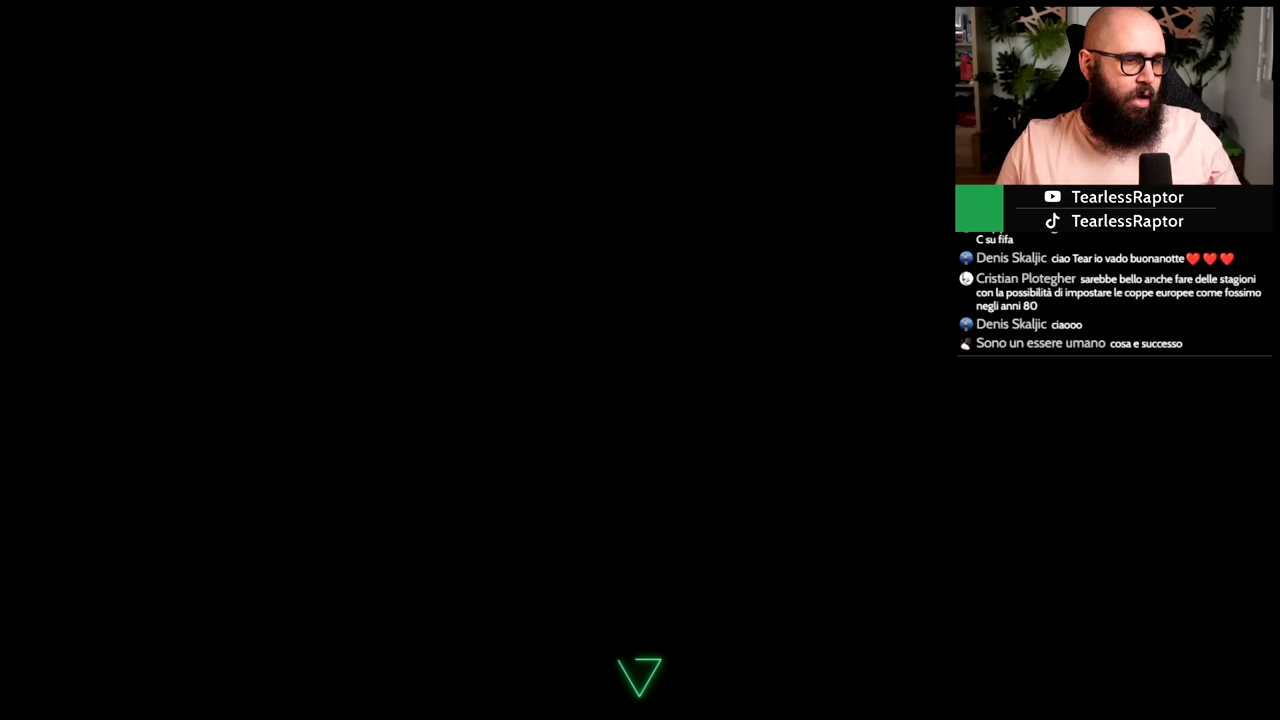 TearlessRaptor
TearlessRaptor
C su fifa
Denis Skaljic ciao Tear io vado buonanotte❤️❤️❤️
Cristian Plotegher sarebbe bello anche fare delle stagioni
con la possibilità di impostare le coppe europee come fossimo
negli anni 80
Denis Skaljic ciaooo
Sono un essere umano cosa e successo